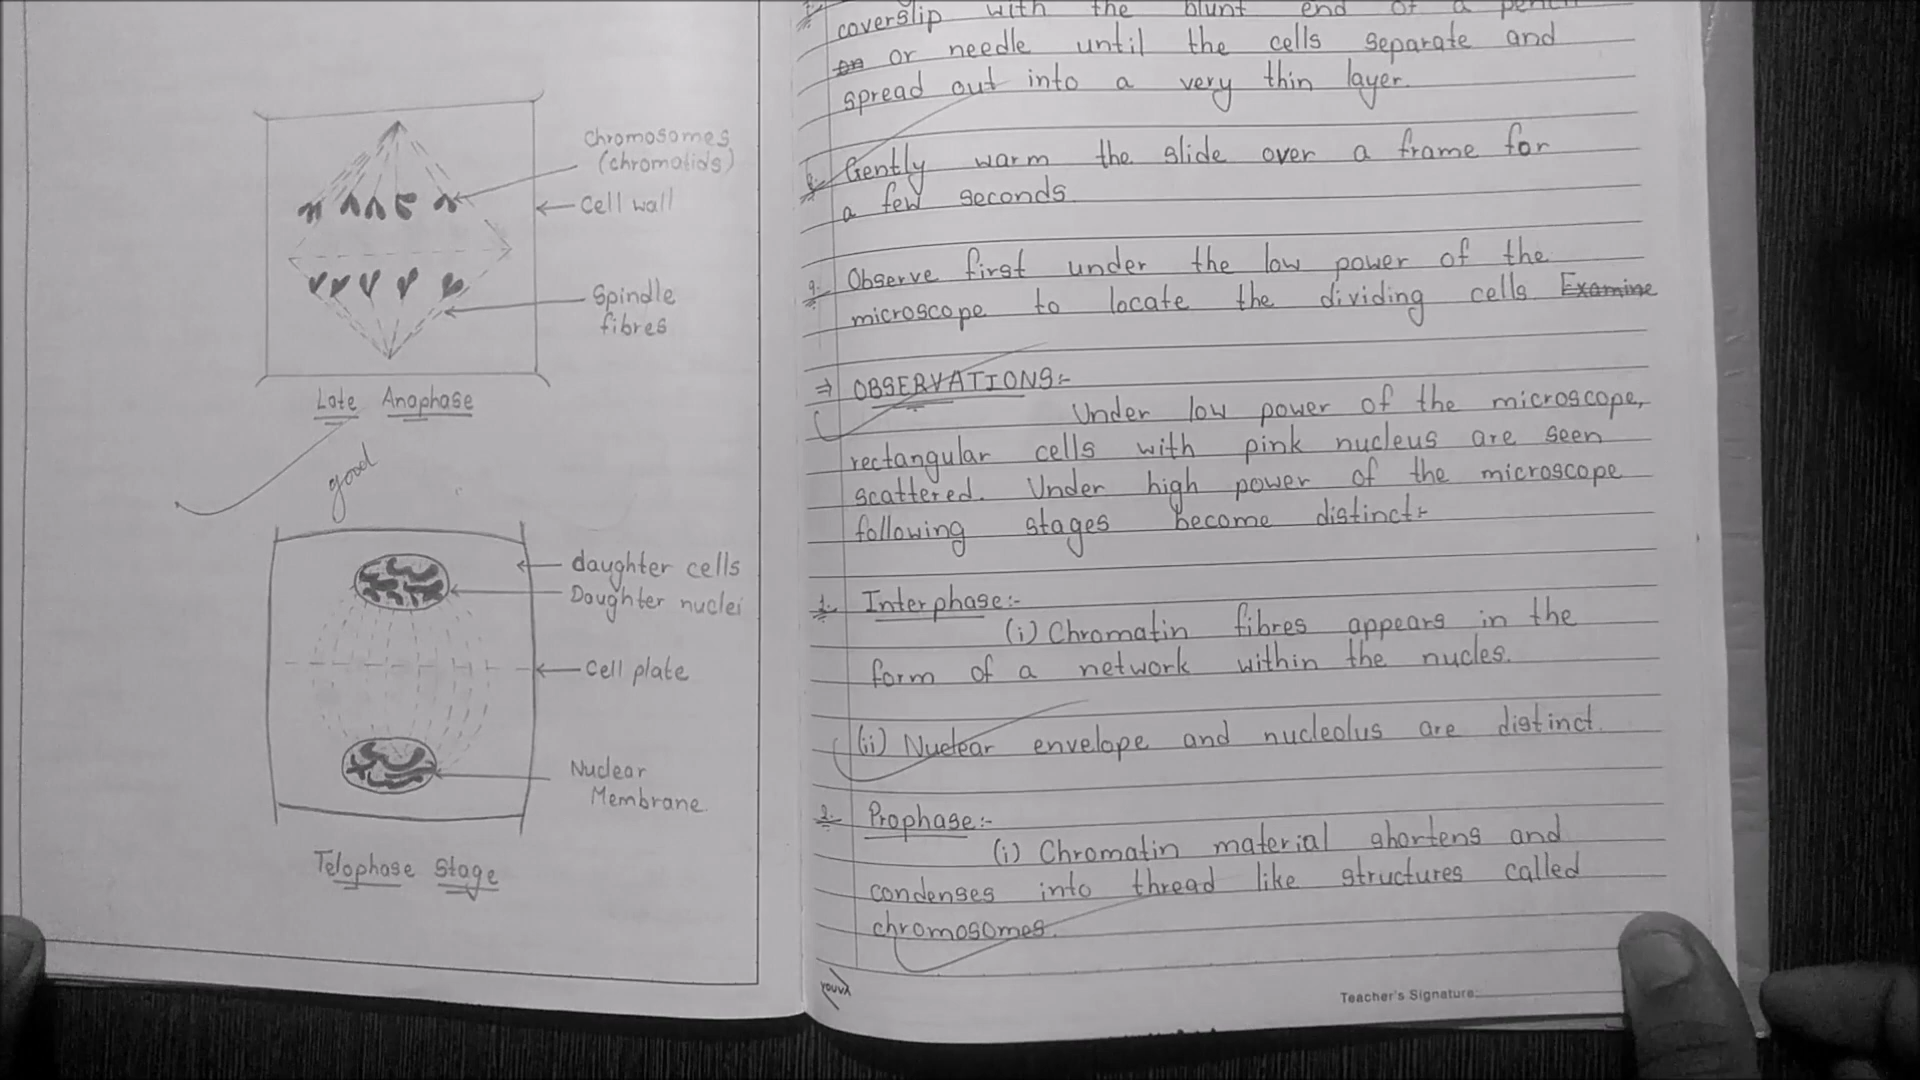 chromosomes
(chromatids)
cell wall
Spindle
fibres
Late Anaphase
good
daughter cells
Daughter nuclei
cell plate
Nuclear
Membrane
Telophase Stage
coverslip with the blunt end of a pencil
or needle until the cells separate and
spread out into a very thin layer.
8. Gently warm the slide over a frame for
a few seconds
9. Observe first under the low power of the
microscope to locate the dividing cells Examine
⇒ OBSERVATIONS:-
Under low power of the microscope,
rectangular cells with pink nucleus are seen
scattered. Under high power of the microscope
following stages become distinct:-
1. Interphase:-
(i) Chromatin fibres appears in the
form of a network within the nucles.
(ii) Nuclear envelope and nucleolus are distinct.
2. Prophase:-
(i) Chromatin material shortens and
condenses into thread like structures called
chromosomes.
Teacher's Signature